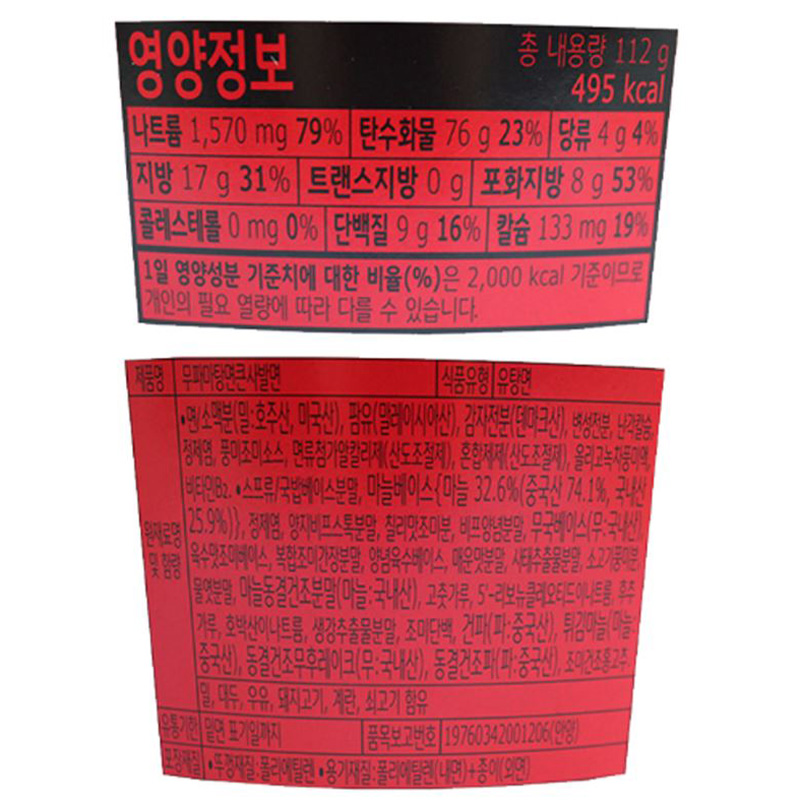 영양정보
총 내용량 112 g
495 kcal
나트륨 1,570 mg 79% 탄수화물 76 g 23% 당류 4 g 4%
지방 17 g 31% 트랜스지방 0 g 포화지방 8 g 53%
콜레스테롤 0 mg 0% 단백질 9 g 16% 칼슘 133 mg 19%
1일 영양성분 기준치에 대한 비율(%)은 2,000 kcal 기준이므로
개인의 필요 열량에 따라 다를 수 있습니다.
제품명 무파마탕면큰사발면 식품유형 유탕면
원재료명 및 함량
•면/소맥분(밀:호주산, 미국산), 팜유(말레이시아산), 감자전분(덴마크산), 변성전분, 난각칼슘,
정제염, 풍미조미소스, 면류첨가알칼리제(산도조절제), 혼합제제(산도조절제), 올리고녹차풍미액,
비타민B₂. •스프류/국밥베이스분말, 마늘베이스{마늘 32.6%(중국산 74.1%, 국내산
25.9%)}, 정제염, 양지비프스톡분말, 칠리맛조미분, 비프양념분말, 무국베이스(무:국내산),
육수맛조미베이스, 복합조미간장분말, 양념육수베이스, 매운맛분말, 사태추출물분말, 소고기풍미분,
물엿분말, 마늘동결건조분말(마늘:국내산), 고춧가루, 5'-리보뉴클레오티드이나트륨, 후추
가루, 호박산이나트륨, 생강추출물분말, 조미단백, 건파(파:중국산), 튀김마늘(마늘:
중국산), 동결건조무후레이크(무:국내산), 동결건조파(파:중국산), 조미건조홍고추.
밀, 대두, 우유, 돼지고기, 계란, 쇠고기 함유
유통기한 밑면 표기일까지 품목보고번호 19760342001206(안양)
포장재질 •뚜껑재질:폴리에틸렌 •용기재질:폴리에틸렌(내면)+종이(외면)